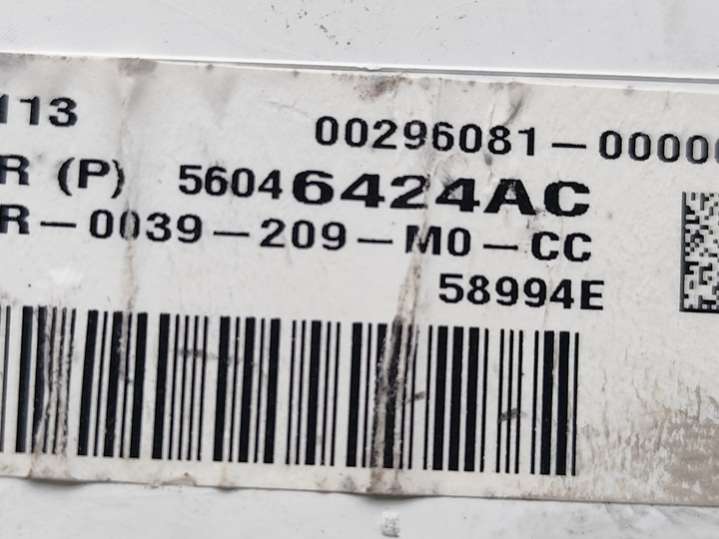 113
00296081-0000
R (P) 56046424AC
R-0039-209-M0-CC
58994E